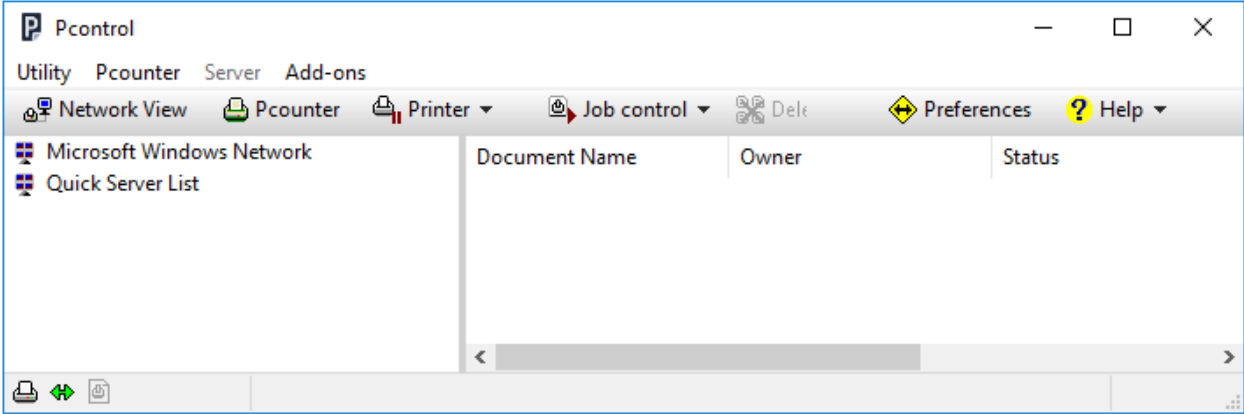 Pcontrol
Utility Pcounter Server Add-ons
Network View Pcounter Printer Job control Dele Preferences ? Help
Microsoft Windows Network
Quick Server List
Document Name Owner Status